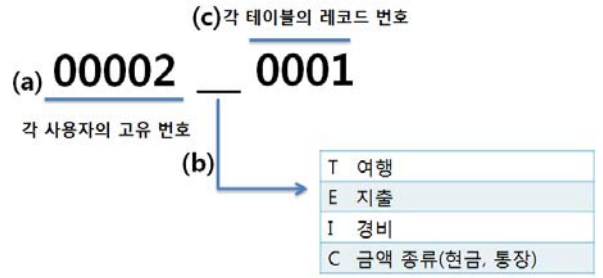 (c) 각 테이블의 레코드 번호
(a) 00002 __ 0001
각 사용자의 고유 번호
(b)
T 여행
E 지출
I 경비
C 금액 종류(현금, 통장)